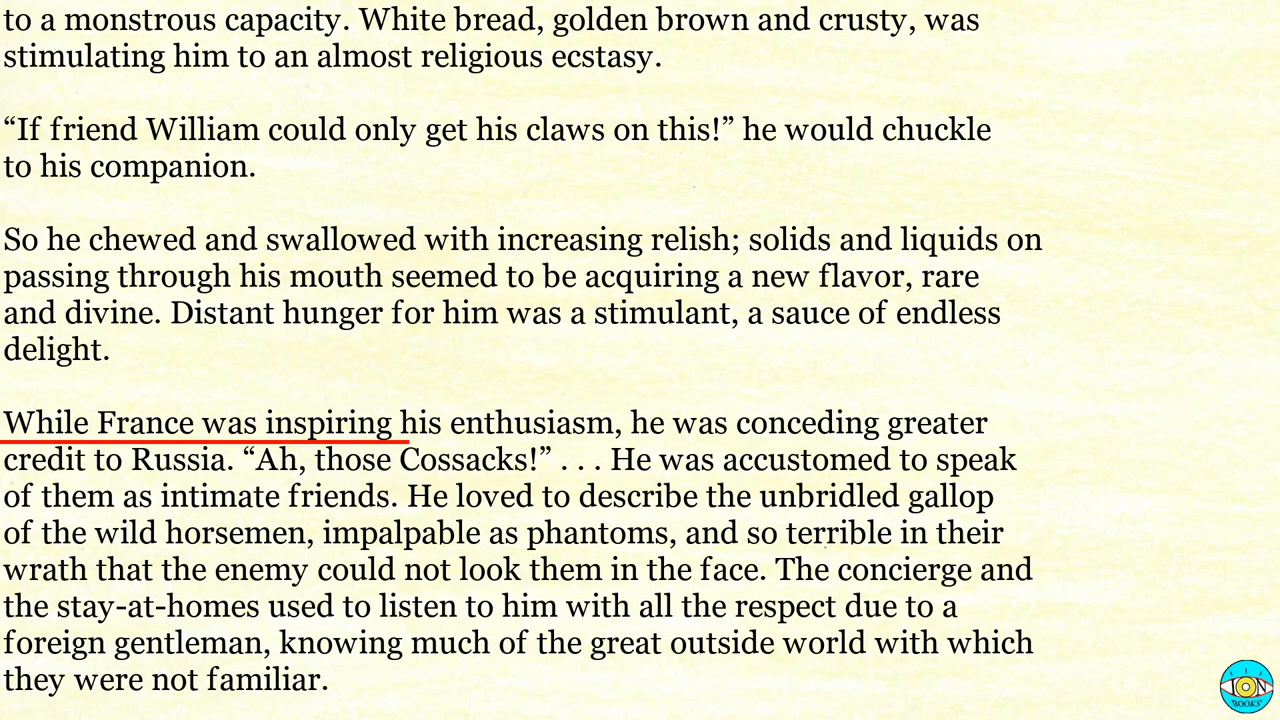 to a monstrous capacity. White bread, golden brown and crusty, was
stimulating him to an almost religious ecstasy.
“If friend William could only get his claws on this!” he would chuckle
to his companion.
So he chewed and swallowed with increasing relish; solids and liquids on
passing through his mouth seemed to be acquiring a new flavor, rare
and divine. Distant hunger for him was a stimulant, a sauce of endless
delight.
While France was inspiring his enthusiasm, he was conceding greater
credit to Russia. “Ah, those Cossacks!” . . . He was accustomed to speak
of them as intimate friends. He loved to describe the unbridled gallop
of the wild horsemen, impalpable as phantoms, and so terrible in their
wrath that the enemy could not look them in the face. The concierge and
the stay-at-homes used to listen to him with all the respect due to a
foreign gentleman, knowing much of the great outside world with which
they were not familiar.
ION
BOOKS